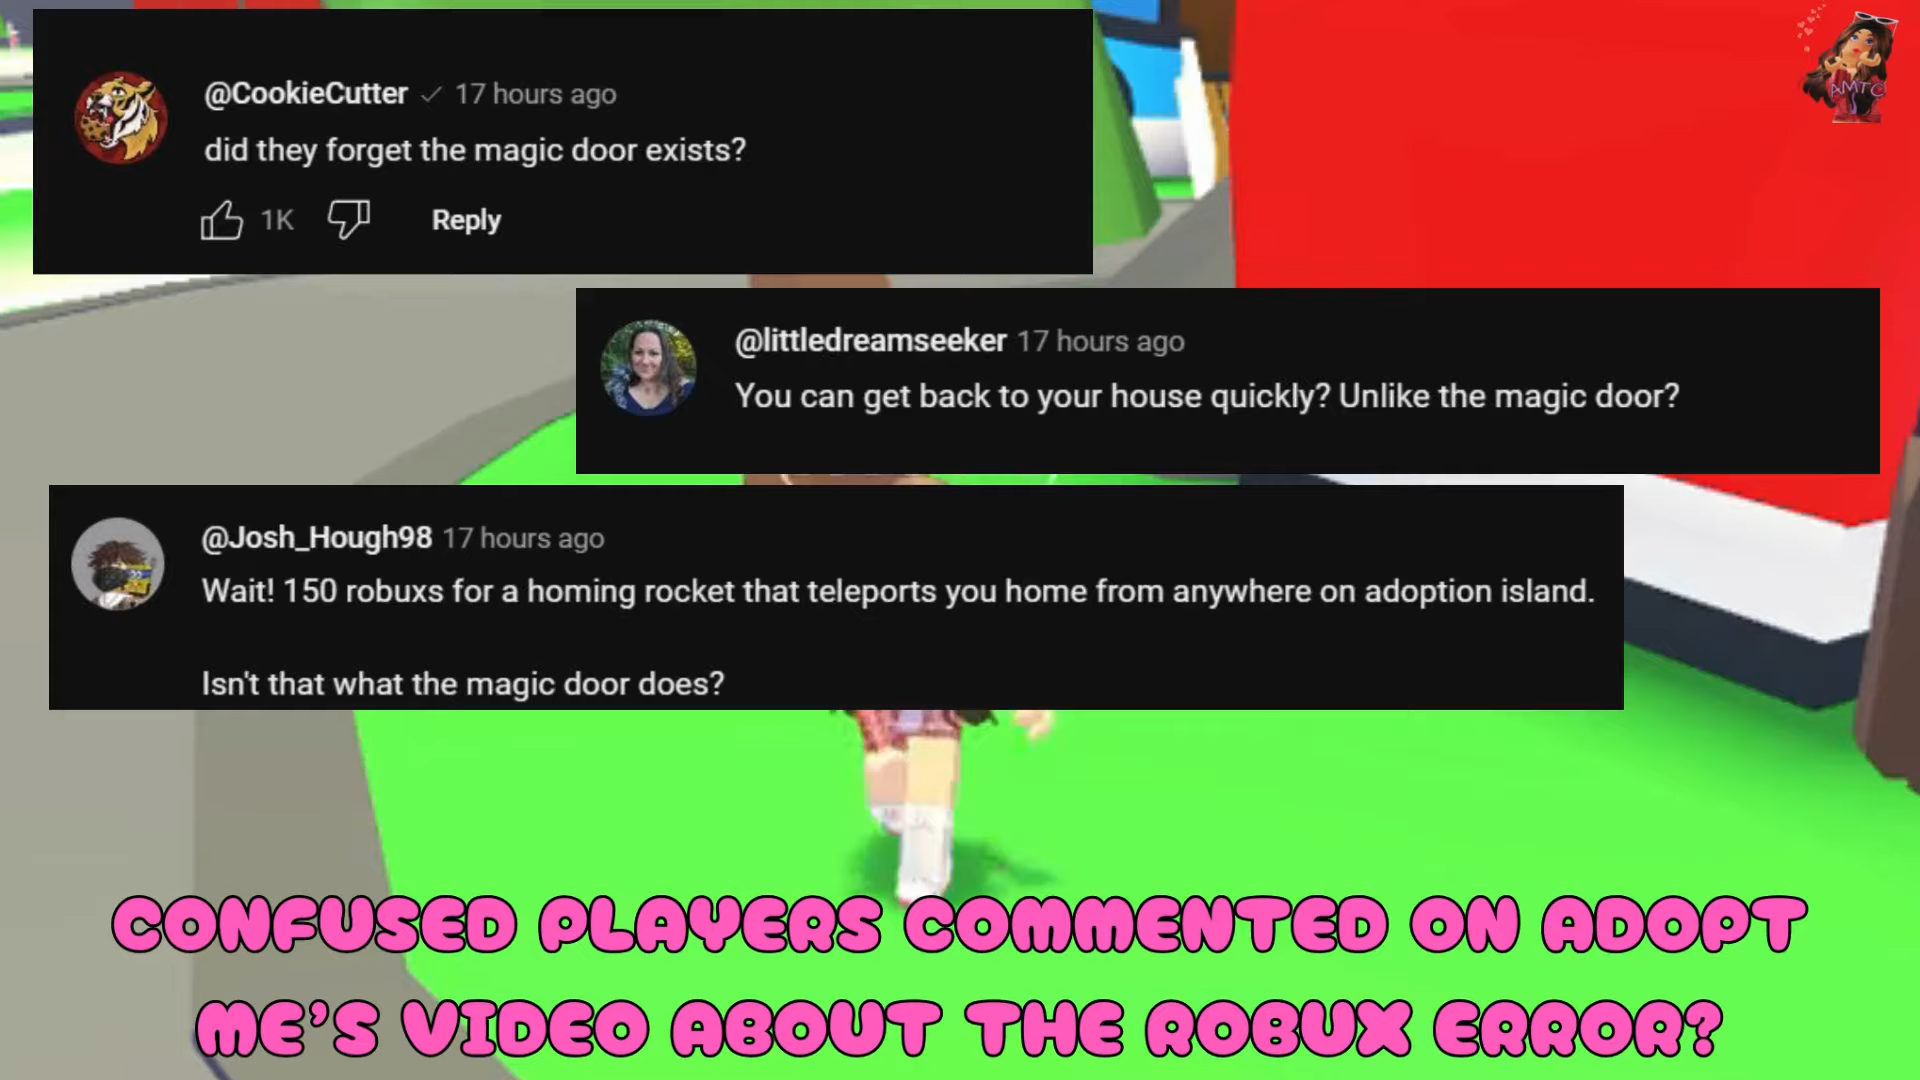 @CookieCutter ✓ 17 hours ago
did they forget the magic door exists?
1K Reply
@littledreamseeker 17 hours ago
You can get back to your house quickly? Unlike the magic door?
@Josh_Hough98 17 hours ago
Wait! 150 robuxs for a homing rocket that teleports you home from anywhere on adoption island.
Isn't that what the magic door does?
CONFUSED PLAYERS COMMENTED ON ADOPT
ME'S VIDEO ABOUT THE ROBUX ERROR?
AMTC